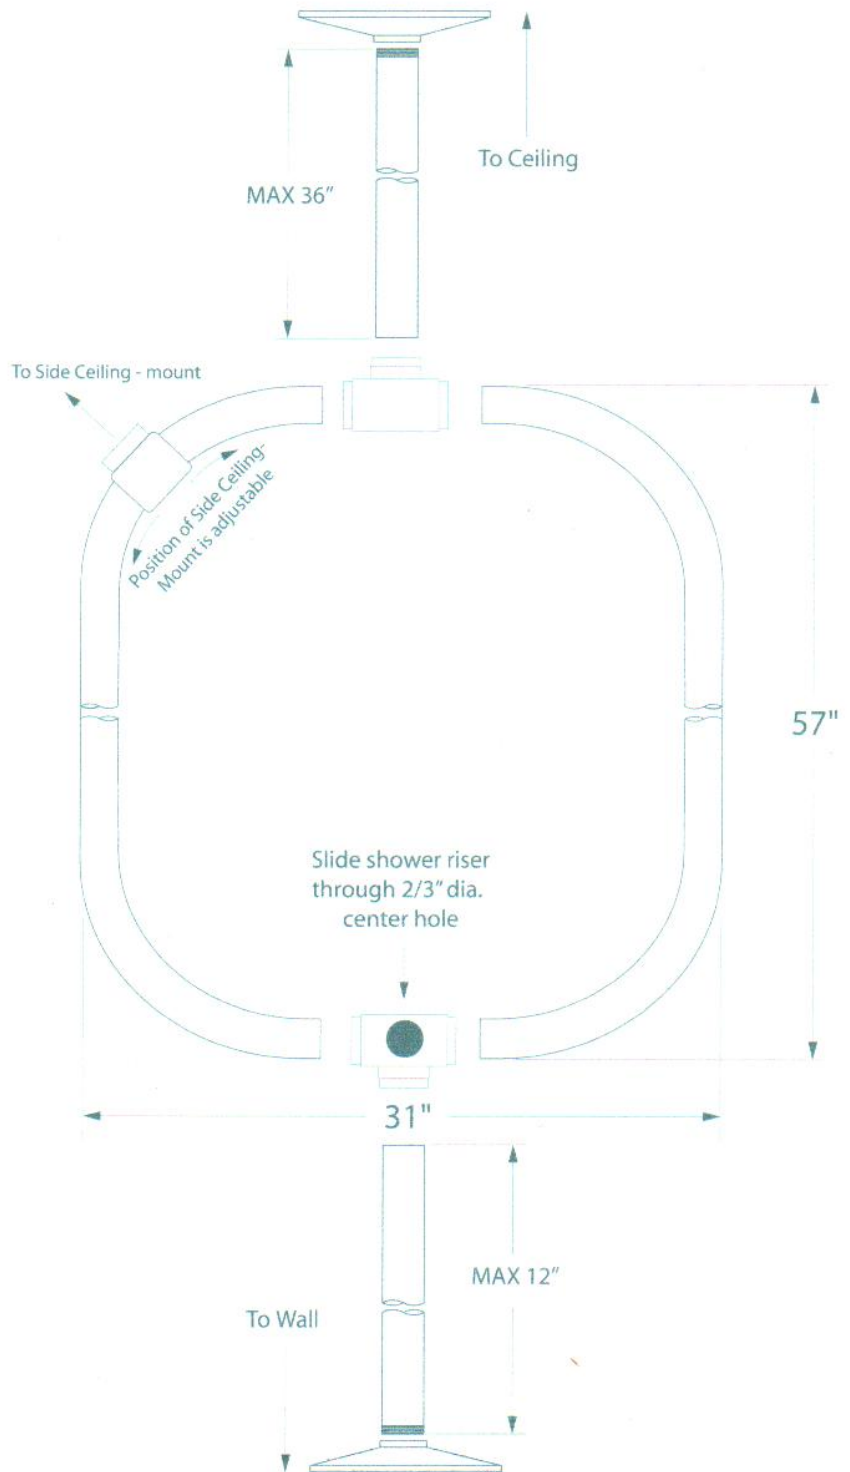 To Ceiling
MAX 36”
To Side Ceiling - mount
Position of Side Ceiling-
Mount is adjustable
57"
Slide shower riser
through 2/3” dia.
center hole
31"
MAX 12”
To Wall